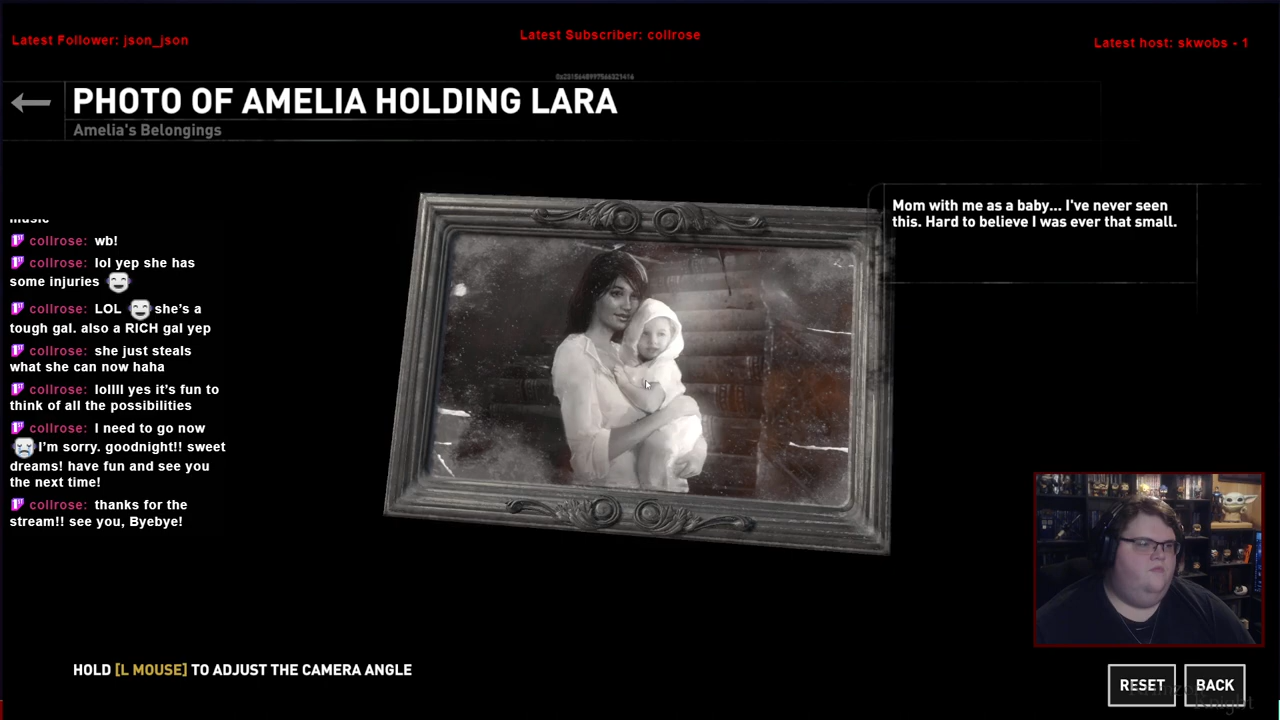 Latest Follower: json_json
Latest Subscriber: collrose
Latest host: skwobs - 1
PHOTO OF AMELIA HOLDING LARA
Amelia's Belongings
Mom with me as a baby... I've never seen
this. Hard to believe I was ever that small.
music
collrose: wb!
collrose: lol yep she has
some injuries
collrose: LOL she’s a
tough gal. also a RICH gal yep
collrose: she just steals
what she can now haha
collrose: lollll yes it’s fun to
think of all the possibilities
collrose: I need to go now
I’m sorry. goodnight!! sweet
dreams! have fun and see you
the next time!
collrose: thanks for the
stream!! see you, Byebye!
HOLD [L MOUSE] TO ADJUST THE CAMERA ANGLE
RESET
BACK
Knight